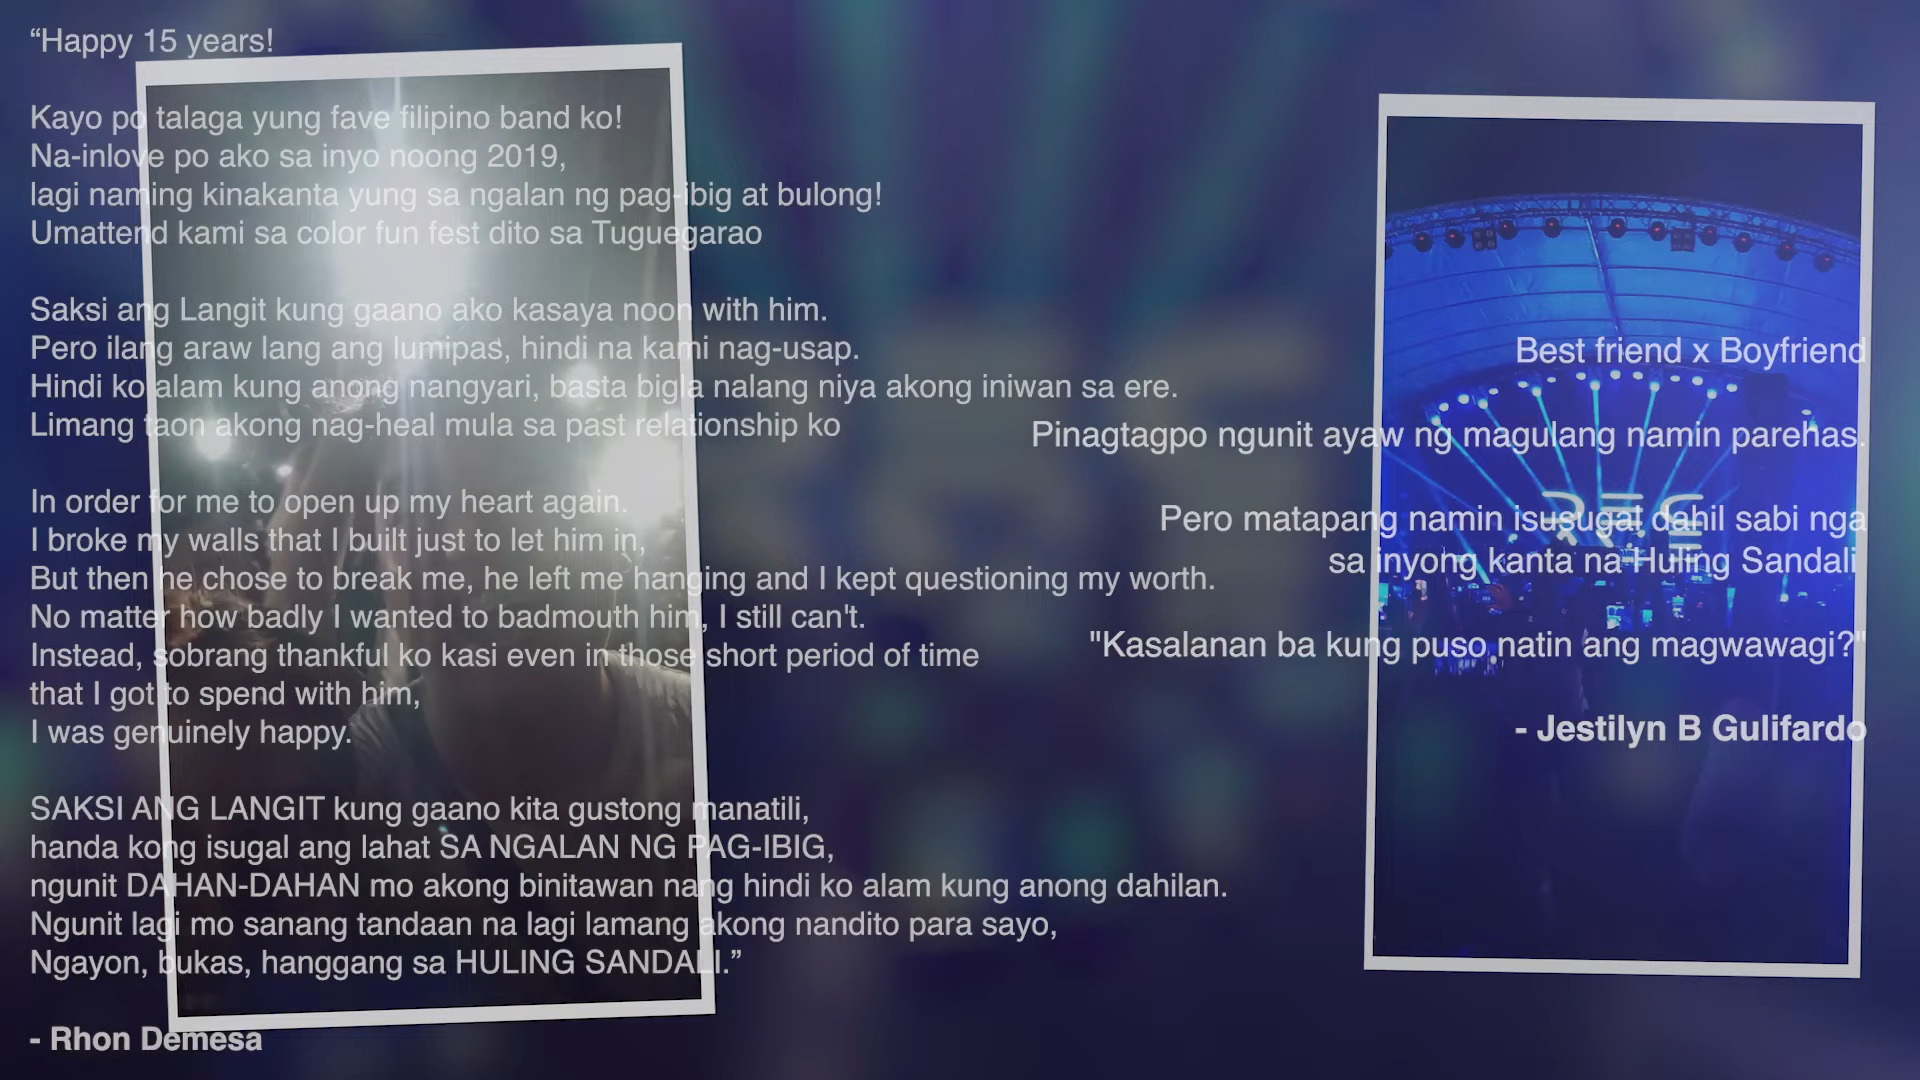 “Happy 15 years!
Kayo po talaga yung fave filipino band ko!
Na-inlove po ako sa inyo noong 2019,
lagi naming kinakanta yung sa ngalan ng pag-ibig at bulong!
Umattend kami sa color fun fest dito sa Tuguegarao
Saksi ang Langit kung gaano ako kasaya noon with him.
Pero ilang araw lang ang lumipas, hindi na kami nag-usap.
Hindi ko alam kung anong nangyari, basta bigla nalang niya akong iniwan sa ere.
Limang taon akong nag-heal mula sa past relationship ko
In order for me to open up my heart again.
I broke my walls that I built just to let him in,
But then he chose to break me, he left me hanging and I kept questioning my worth.
No matter how badly I wanted to badmouth him, I still can't.
Instead, sobrang thankful ko kasi even in those short period of time
that I got to spend with him,
I was genuinely happy.
SAKSI ANG LANGIT kung gaano kita gustong manatili,
handa kong isugal ang lahat SA NGALAN NG PAG-IBIG,
ngunit DAHAN-DAHAN mo akong binitawan nang hindi ko alam kung anong dahilan.
Ngunit lagi mo sanang tandaan na lagi lamang akong nandito para sayo,
Ngayon, bukas, hanggang sa HULING SANDALI.”
- Rhon Demesa
Best friend x Boyfriend
Pinagtagpo ngunit ayaw ng magulang namin parehas.
Pero matapang namin isusugal dahil sabi nga
sa inyong kanta na Huling Sandali
"Kasalanan ba kung puso natin ang magwawagi?"
- Jestilyn B Gulifardo